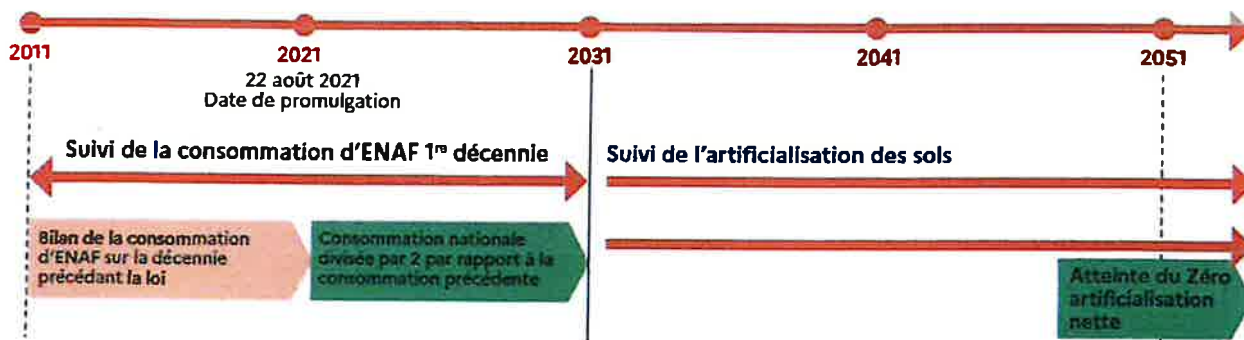 2011
2021
2031
2041
2051
22 août 2021
Date de promulgation
Suivi de la consommation d'ENAF 1re décennie
Suivi de l'artificialisation des sols
Bilan de la consommation
d'ENAF sur la décennie
précédant la loi
Consommation nationale
divisée par 2 par rapport à la
consommation précédente
Atteinte du Zéro
artificialisation
nette